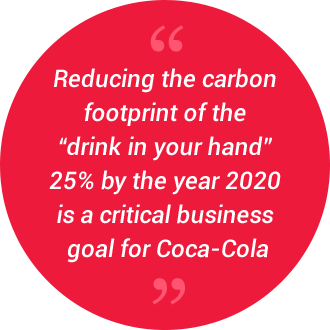 “
Reducing the carbon
footprint of the
“drink in your hand”
25% by the year 2020
is a critical business
goal for Coca-Cola
”